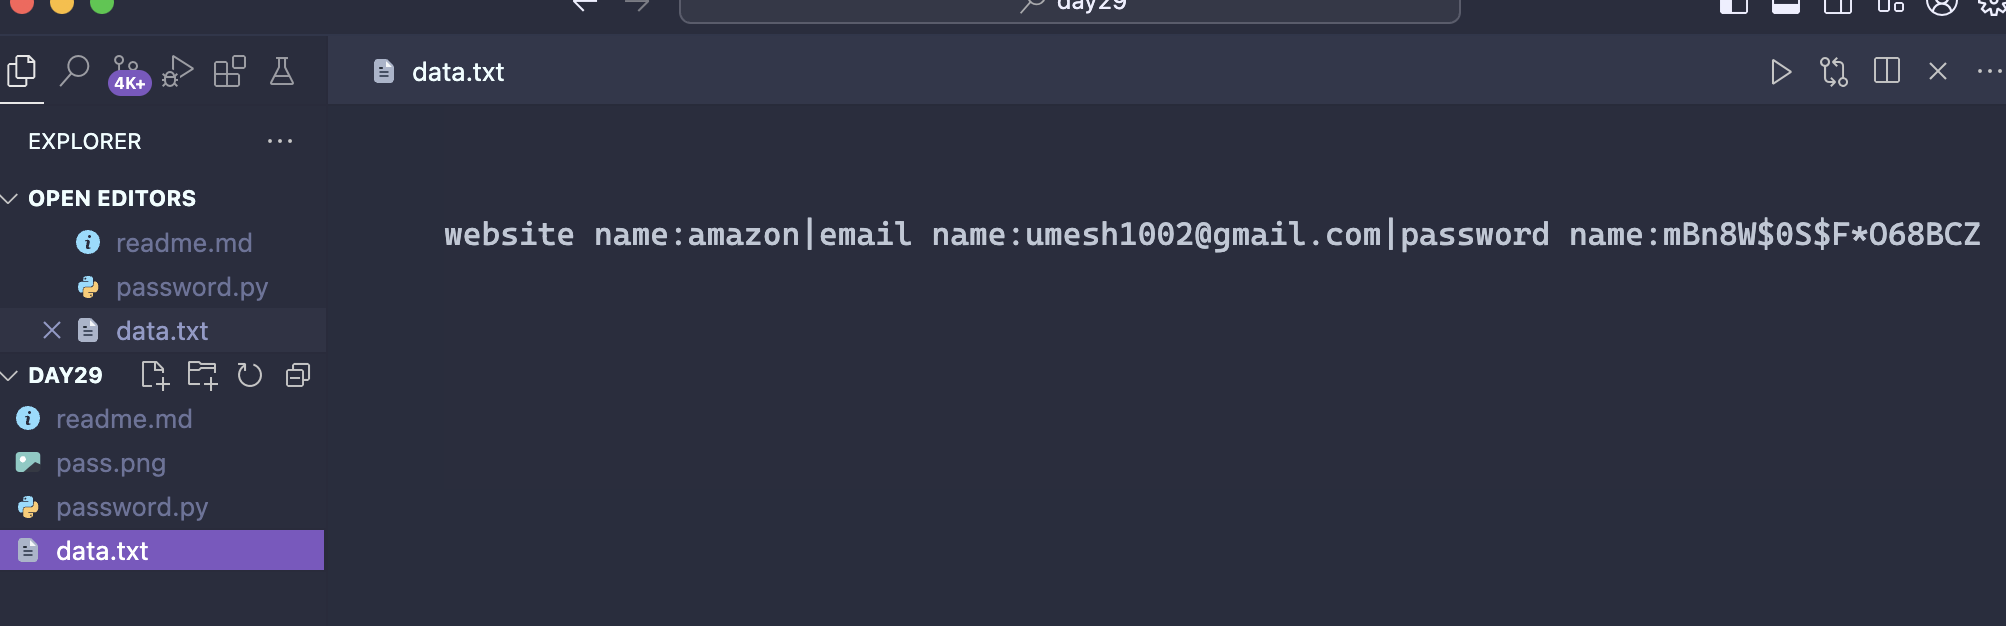 day29
4K+
data.txt
EXPLORER
OPEN EDITORS
readme.md
password.py
data.txt
DAY29
readme.md
pass.png
password.py
data.txt
website name:amazon|email name:umesh1002@gmail.com|password name:mBn8W$0S$F*O68BCZ